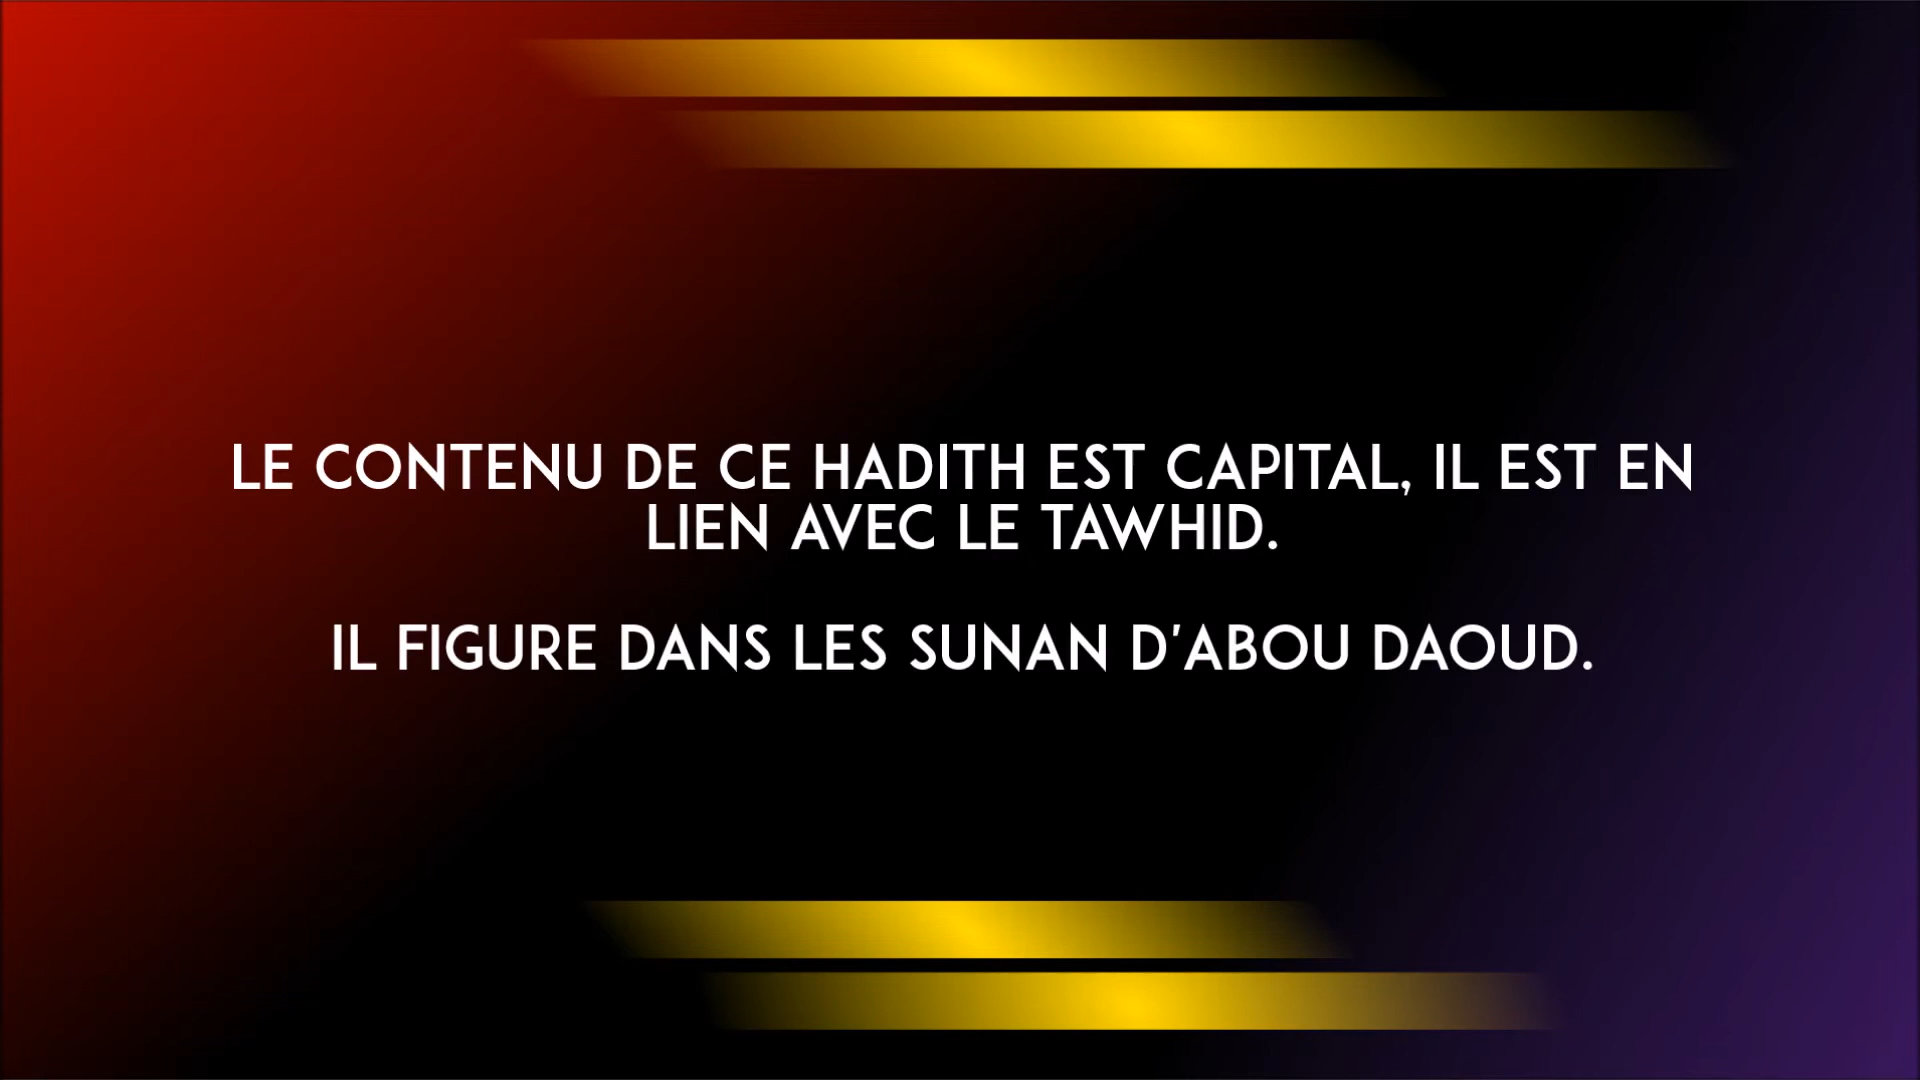 LE CONTENU DE CE HADITH EST CAPITAL, IL EST EN
LIEN AVEC LE TAWHID.
IL FIGURE DANS LES SUNAN D'ABOU DAOUD.